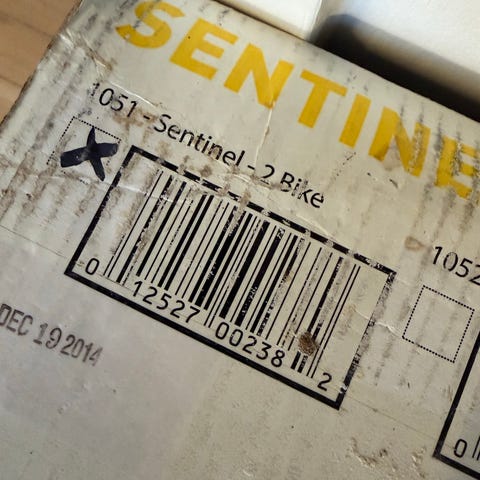 SENTINE
1051 - Sentinel - 2 Bike
0 12527 00238 2
1052
0
DEC 19 2014